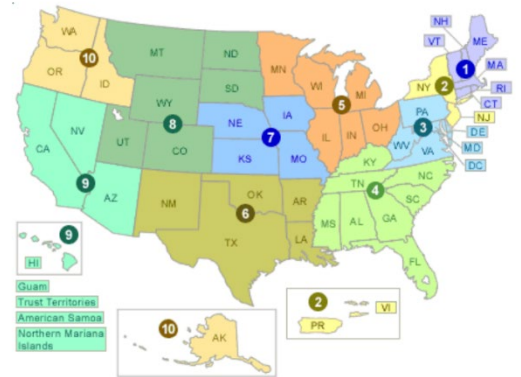 NH
ME
VT
WA
MA
MT
ND
1
10
MN
RI
OR
ID
SD
WI
MI
NY
2
CT
NJ
WY
5
PA
3
DE
8
IA
MD
NE
IL
IN
OH
WV
VA
DC
NV
UT
CO
7
CA
KS
MO
KY
NC
TN
4
9
AZ
OK
AR
SC
NM
6
MS
AL
GA
TX
LA
FL
9
HI
Guam
Trust Territories
American Samoa
Northern Mariana
Islands
10
AK
2
VI
PR